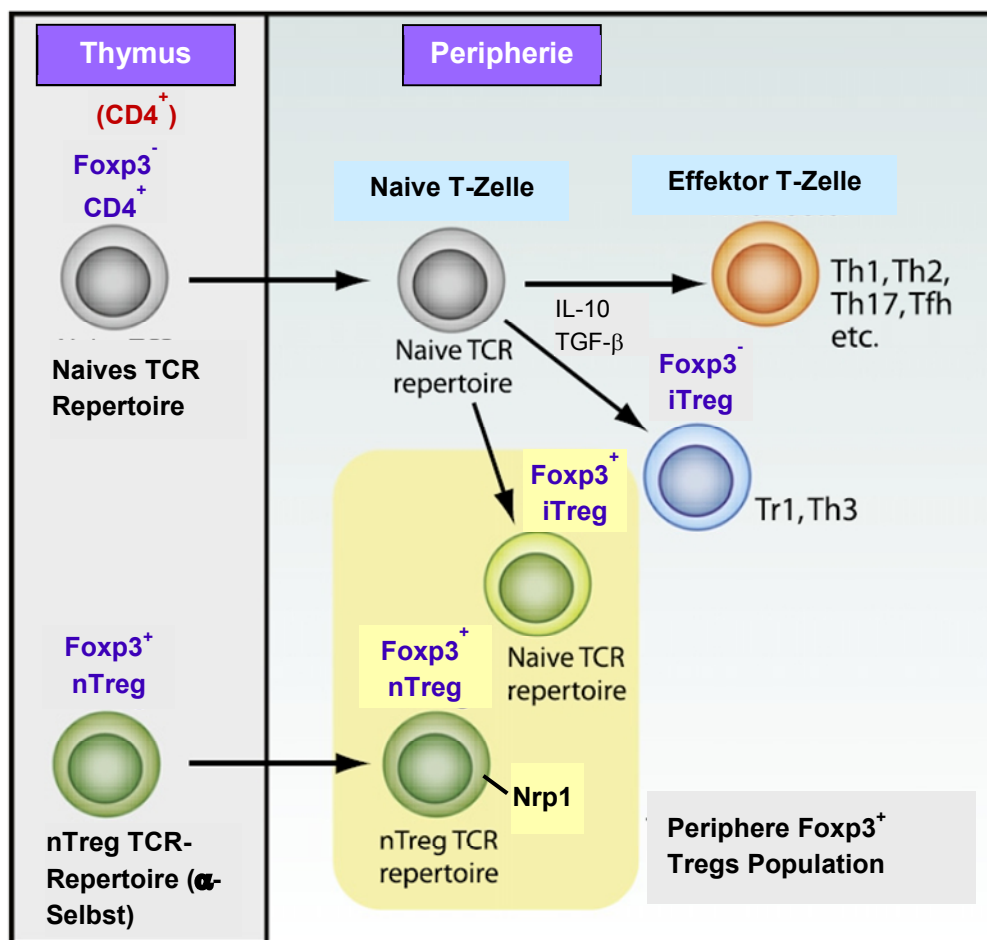 Thymus
(CD4⁺)
Foxp3⁻
CD4⁺
Naives TCR
Repertoire
Foxp3⁺
nTreg
nTreg TCR-
Repertoire (α-
Selbst)
Peripherie
Naive T-Zelle
Effektor T-Zelle
Naive TCR
repertoire
IL-10
TGF-β
Th1, Th2,
Th17, Tfh
etc.
Foxp3⁻
iTreg
Tr1, Th3
Foxp3⁺
iTreg
Naive TCR
repertoire
Foxp3⁺
nTreg
Nrp1
nTreg TCR
repertoire
Periphere Foxp3⁺
Tregs Population